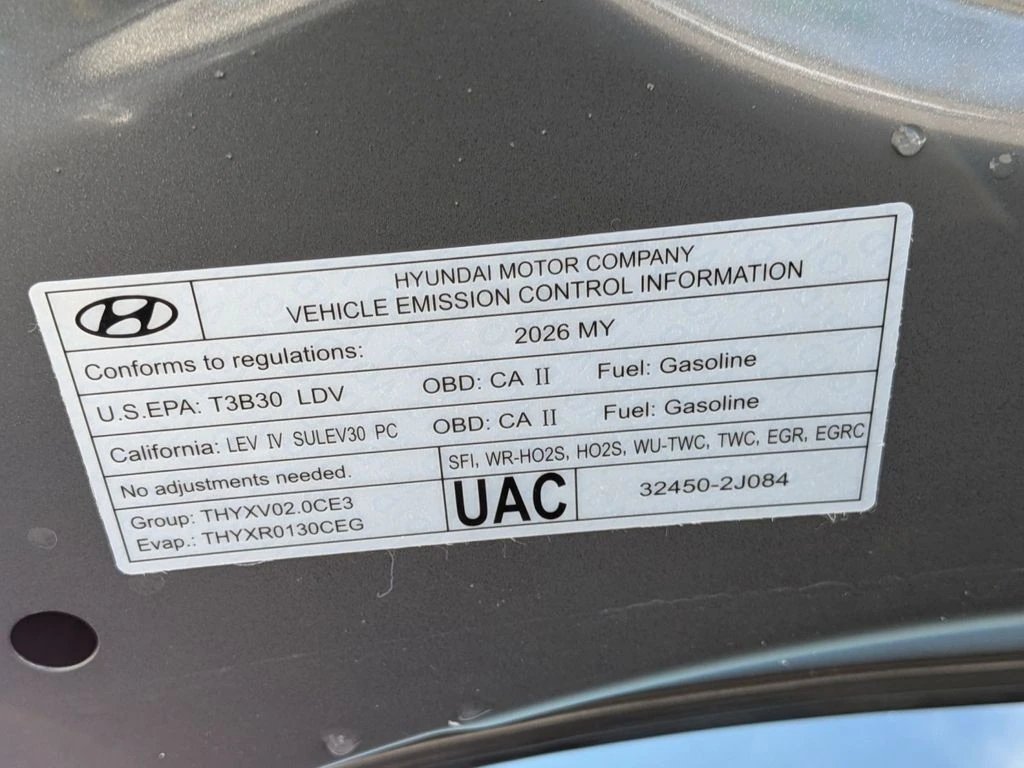 HYUNDAI MOTOR COMPANY
VEHICLE EMISSION CONTROL INFORMATION
Conforms to regulations: 2026 MY
U.S.EPA: T3B30 LDV OBD: CA II Fuel: Gasoline
California: LEV IV SULEV30 PC OBD: CA II Fuel: Gasoline
No adjustments needed. SFI, WR-HO2S, HO2S, WU-TWC, TWC, EGR, EGRC
Group: THYXV02.0CE3
Evap.: THYXR0130CEG
UAC
32450-2J084